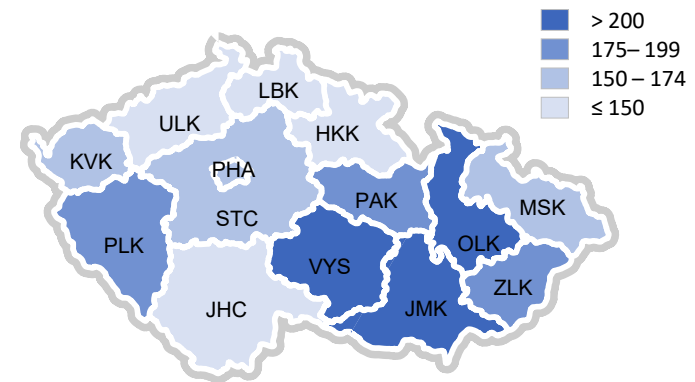 > 200
175– 199
150 – 174
≤ 150
LBK
ULK
HKK
KVK
PHA
PAK
MSK
STC
PLK
OLK
VYS
ZLK
JHC
JMK